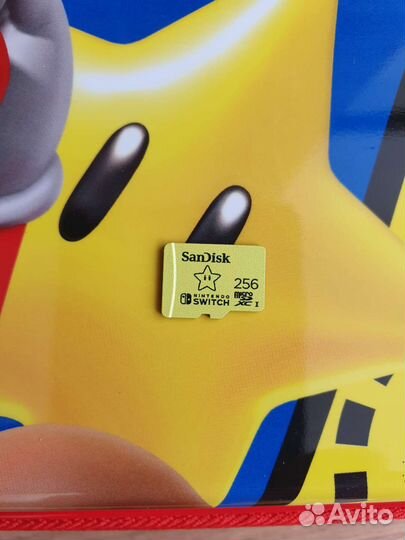 SanDisk
256
NINTENDO
SWITCH
micro
SD
XC I
Avito